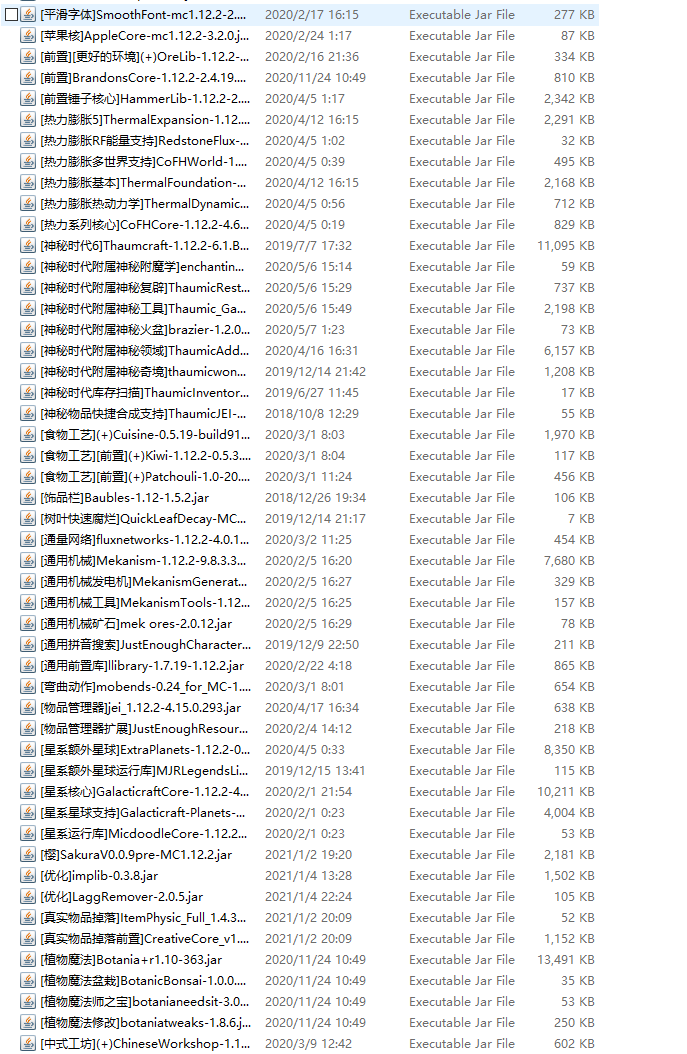 [平滑字体]SmoothFont-mc1.12.2-2.... 2020/2/17 16:15 Executable Jar File 277 KB
[苹果核]AppleCore-mc1.12.2-3.2.0.j... 2020/2/24 1:17 Executable Jar File 87 KB
[前置][更好的环境](+)OreLib-1.12.2-... 2020/2/16 21:36 Executable Jar File 334 KB
[前置]BrandonsCore-1.12.2-2.4.19.... 2020/11/24 10:49 Executable Jar File 810 KB
[前置锤子核心]HammerLib-1.12.2-2.... 2020/4/5 1:17 Executable Jar File 2,342 KB
[热力膨胀5]ThermalExpansion-1.12.... 2020/4/12 16:15 Executable Jar File 2,291 KB
[热力膨胀RF能量支持]RedstoneFlux-... 2020/4/5 1:02 Executable Jar File 32 KB
[热力膨胀多世界支持]CoFHWorld-1.... 2020/4/5 0:39 Executable Jar File 495 KB
[热力膨胀基本]ThermalFoundation-... 2020/4/12 16:15 Executable Jar File 2,168 KB
[热力膨胀热动力学]ThermalDynamic... 2020/4/5 0:56 Executable Jar File 712 KB
[热力系列核心]CoFHCore-1.12.2-4.6... 2020/4/5 0:19 Executable Jar File 829 KB
[神秘时代6]Thaumcraft-1.12.2-6.1.B... 2019/7/7 17:32 Executable Jar File 11,095 KB
[神秘时代附属神秘附魔学]enchantin... 2020/5/6 15:14 Executable Jar File 59 KB
[神秘时代附属神秘复辟]ThaumicRest... 2020/5/6 15:29 Executable Jar File 737 KB
[神秘时代附属神秘工具]Thaumic_Ga... 2020/5/6 15:49 Executable Jar File 2,198 KB
[神秘时代附属神秘火盆]brazier-1.2.0... 2020/5/7 1:23 Executable Jar File 73 KB
[神秘时代附属神秘领域]ThaumicAdd... 2020/4/16 16:31 Executable Jar File 6,157 KB
[神秘时代附属神秘奇境]thaumicwon... 2019/12/14 21:42 Executable Jar File 1,208 KB
[神秘时代库存扫描]ThaumicInventor... 2019/6/27 11:45 Executable Jar File 17 KB
[神秘物品快捷合成支持]ThaumicJEI-... 2018/10/8 12:29 Executable Jar File 55 KB
[食物工艺](+)Cuisine-0.5.19-build91... 2020/3/1 8:03 Executable Jar File 1,970 KB
[食物工艺][前置](+)Kiwi-1.12.2-0.5.3.... 2020/3/1 8:04 Executable Jar File 117 KB
[食物工艺][前置](+)Patchouli-1.0-20.... 2020/3/1 11:24 Executable Jar File 456 KB
[饰品栏]Baubles-1.12-1.5.2.jar 2018/12/26 19:34 Executable Jar File 106 KB
[树叶快速腐烂]QuickLeafDecay-MC... 2019/12/14 21:17 Executable Jar File 7 KB
[通量网络]fluxnetworks-1.12.2-4.0.1... 2020/3/2 11:25 Executable Jar File 454 KB
[通用机械]Mekanism-1.12.2-9.8.3.3... 2020/2/5 16:20 Executable Jar File 7,680 KB
[通用机械发电机]MekanismGenerat... 2020/2/5 16:27 Executable Jar File 329 KB
[通用机械工具]MekanismTools-1.12... 2020/2/5 16:25 Executable Jar File 157 KB
[通用机械矿石]mek ores-2.0.12.jar 2020/2/5 16:29 Executable Jar File 78 KB
[通用拼音搜索]JustEnoughCharacter... 2019/12/9 22:50 Executable Jar File 211 KB
[通用前置库]llibrary-1.7.19-1.12.2.jar 2020/2/22 4:18 Executable Jar File 865 KB
[弯曲动作]mobends-0.24_for_MC-1.... 2020/3/1 8:01 Executable Jar File 654 KB
[物品管理器]jei_1.12.2-4.15.0.293.jar 2020/4/17 16:34 Executable Jar File 638 KB
[物品管理器扩展]JustEnoughResour... 2020/2/4 14:12 Executable Jar File 218 KB
[星系额外星球]ExtraPlanets-1.12.2-0... 2020/4/5 0:33 Executable Jar File 8,350 KB
[星系额外星球运行库]MJRLegendsLi... 2019/12/15 13:41 Executable Jar File 115 KB
[星系核心]GalacticraftCore-1.12.2-4... 2020/2/1 21:54 Executable Jar File 10,211 KB
[星系星球支持]Galacticraft-Planets-... 2020/2/1 0:23 Executable Jar File 4,004 KB
[星系运行库]MicdoodleCore-1.12.2... 2020/2/1 0:23 Executable Jar File 53 KB
[樱]SakuraV0.0.9pre-MC1.12.2.jar 2021/1/2 19:20 Executable Jar File 2,181 KB
[优化]implib-0.3.8.jar 2021/1/4 13:28 Executable Jar File 1,502 KB
[优化]LaggRemover-2.0.5.jar 2021/1/4 22:24 Executable Jar File 105 KB
[真实物品掉落]ItemPhysic_Full_1.4.3... 2021/1/2 20:09 Executable Jar File 52 KB
[真实物品掉落前置]CreativeCore_v1.... 2021/1/2 20:09 Executable Jar File 1,152 KB
[植物魔法]Botania+r1.10-363.jar 2020/11/24 10:49 Executable Jar File 13,491 KB
[植物魔法盆栽]BotanicBonsai-1.0.0.... 2020/11/24 10:49 Executable Jar File 35 KB
[植物魔法师之宝]botanianeedsit-3.0... 2020/11/24 10:49 Executable Jar File 53 KB
[植物魔法修改]botaniatweaks-1.8.6.j... 2020/11/24 10:49 Executable Jar File 250 KB
[中式工坊](+)ChineseWorkshop-1.1... 2020/3/9 12:42 Executable Jar File 602 KB